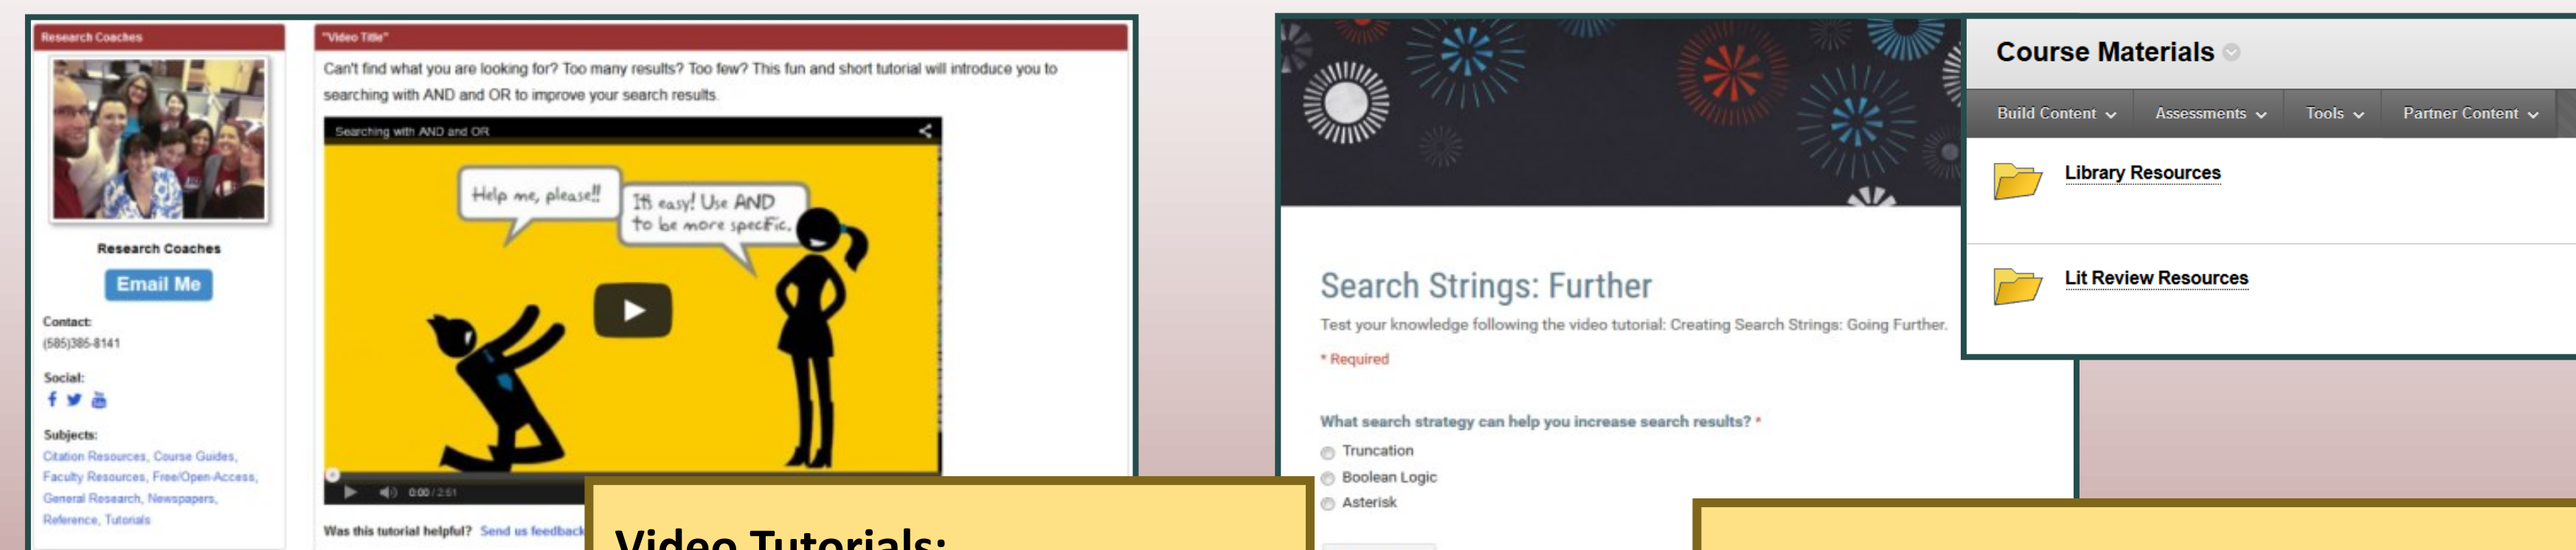 Research Coaches
Research Coaches
Email Me
Contact:
(585)385-8141
Social:
Subjects:
Citation Resources, Course Guides,
Faculty Resources, Free/Open-Access,
General Research, Newspapers,
Reference, Tutorials
"Video Title"
Can't find what you are looking for? Too many results? Too few? This fun and short tutorial will introduce you to
searching with AND and OR to improve your search results.
Searching with AND and OR
Help me, please!!
It's easy! Use AND
to be more specific.
0:00 / 2:51
Was this tutorial helpful? Send us feedback
Video Tutorials:
Search Strings: Further
Test your knowledge following the video tutorial: Creating Search Strings: Going Further.
* Required
What search strategy can help you increase search results? *
Truncation
Boolean Logic
Asterisk
Course Materials
Build Content Assessments Tools Partner Content
Library Resources
Lit Review Resources